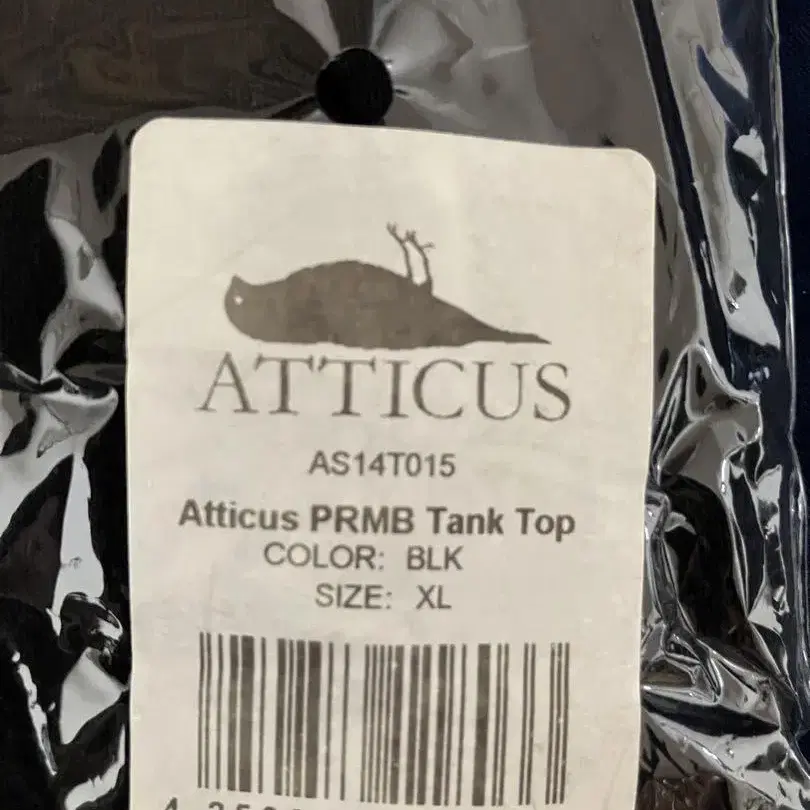 ATTICUS
AS14T015
Atticus PRMB Tank Top
COLOR: BLK
SIZE: XL